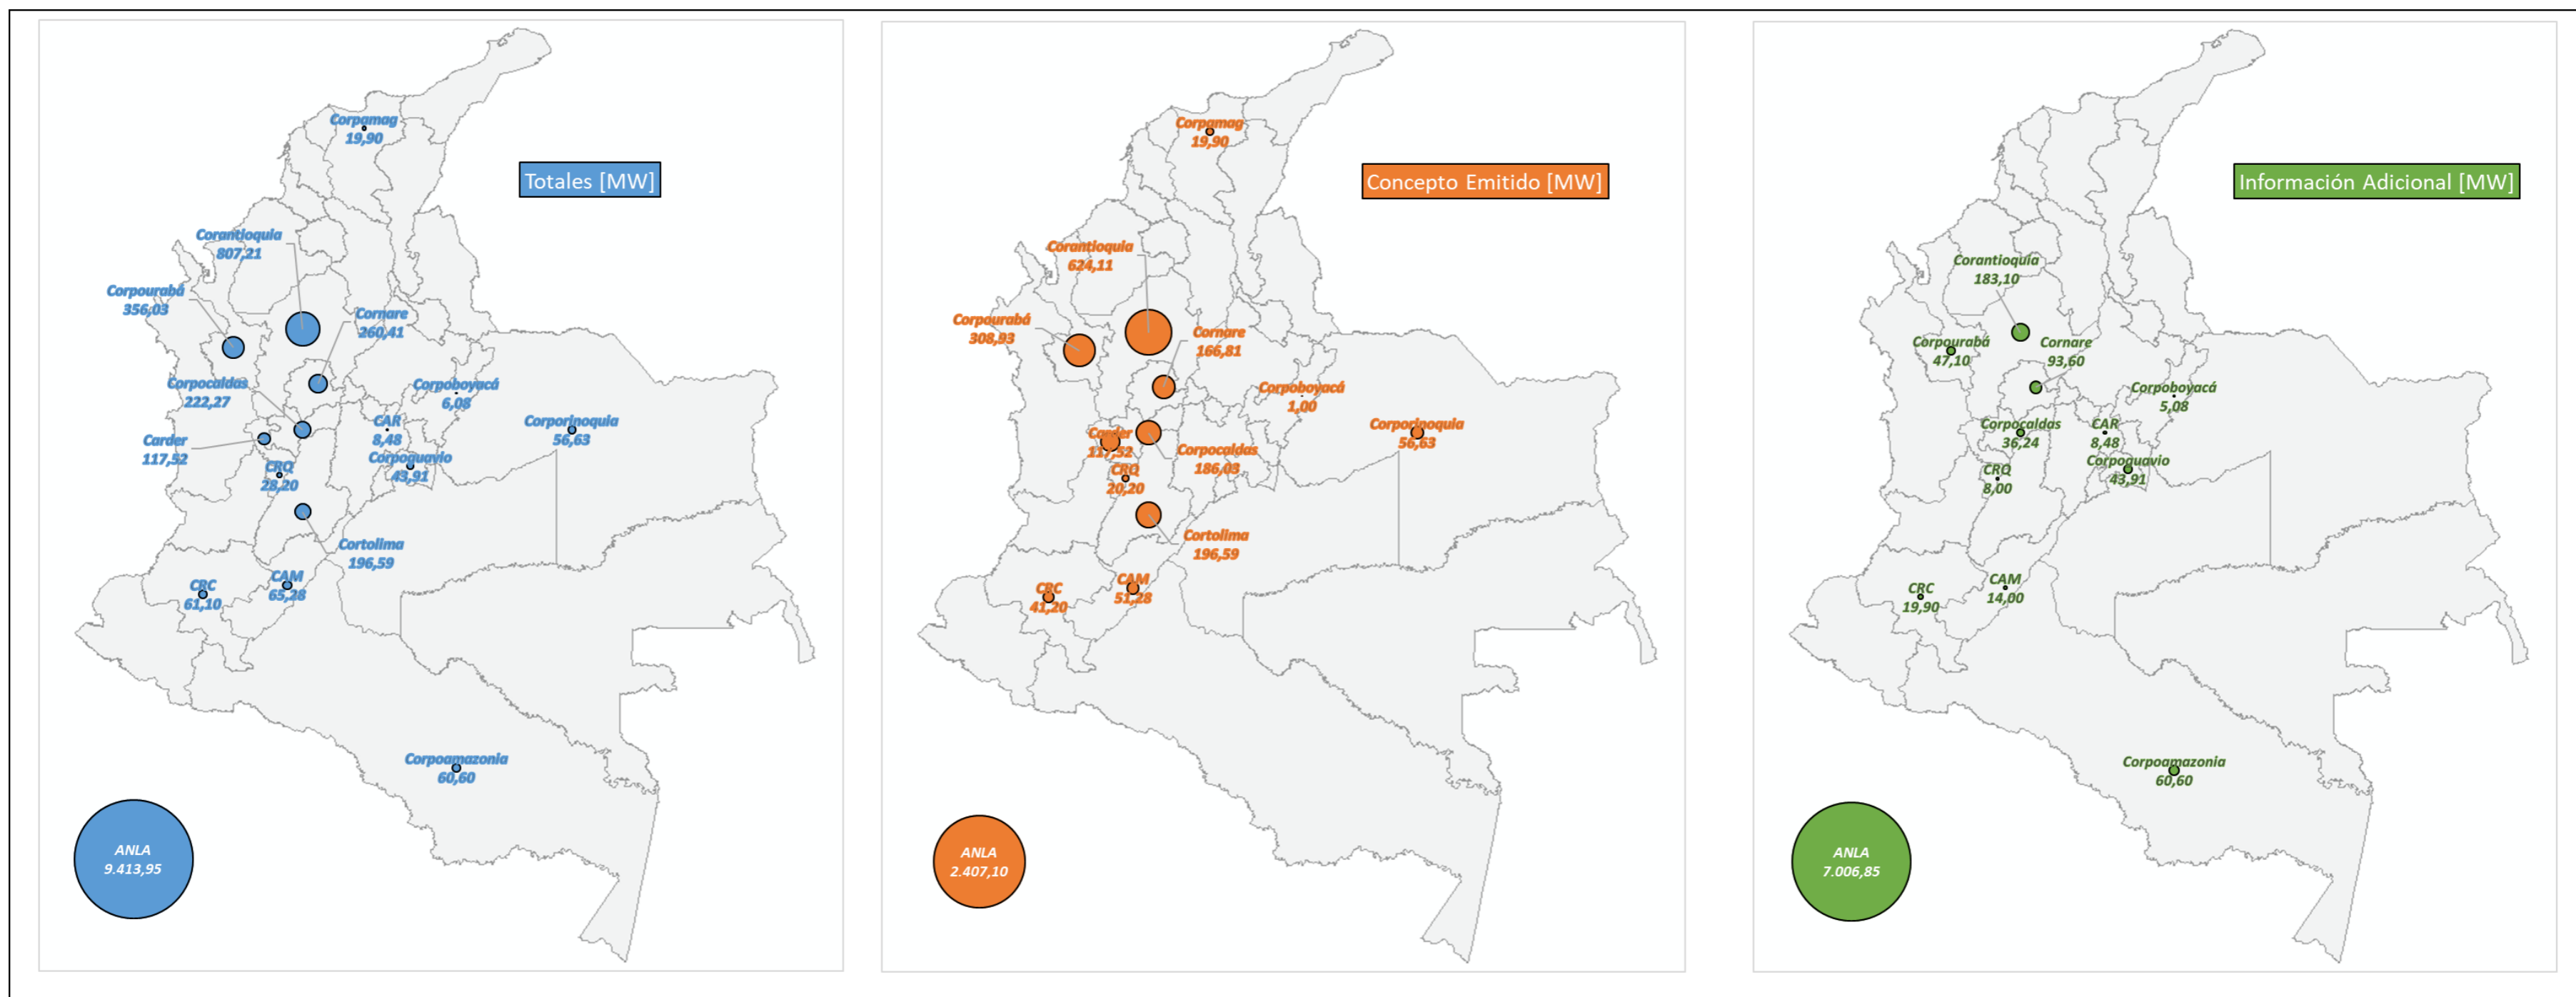 Totales [MW]
Corpamag
19,90
Corantioquia
807,21
Corpourabá
356,03
Cornare
260,41
Corpocaldas
222,27
Corpoboyacá
6,08
CAR
8,48
Corporinoquia
56,63
Carder
117,52
Corpoguavio
43,91
CRQ
28,20
Cortolima
196,59
CAM
65,28
CRC
61,10
Corpoamazonia
60,60
ANLA
9.413,95
Concepto Emitido [MW]
Corpamag
19,90
Corantioquia
624,11
Corpourabá
308,93
Cornare
166,81
Corpoboyacá
1,00
Corporinoquia
56,63
Carder
117,52
Corpocaldas
186,03
CRQ
20,20
Cortolima
196,59
CAM
51,28
CRC
41,20
ANLA
2.407,10
Información Adicional [MW]
Corantioquia
183,10
Corpourabá
47,10
Cornare
93,60
Corpoboyacá
5,08
Corpocaldas
36,24
CAR
8,48
Corpoguavio
43,91
CRQ
8,00
CAM
14,00
CRC
19,90
Corpoamazonia
60,60
ANLA
7.006,85